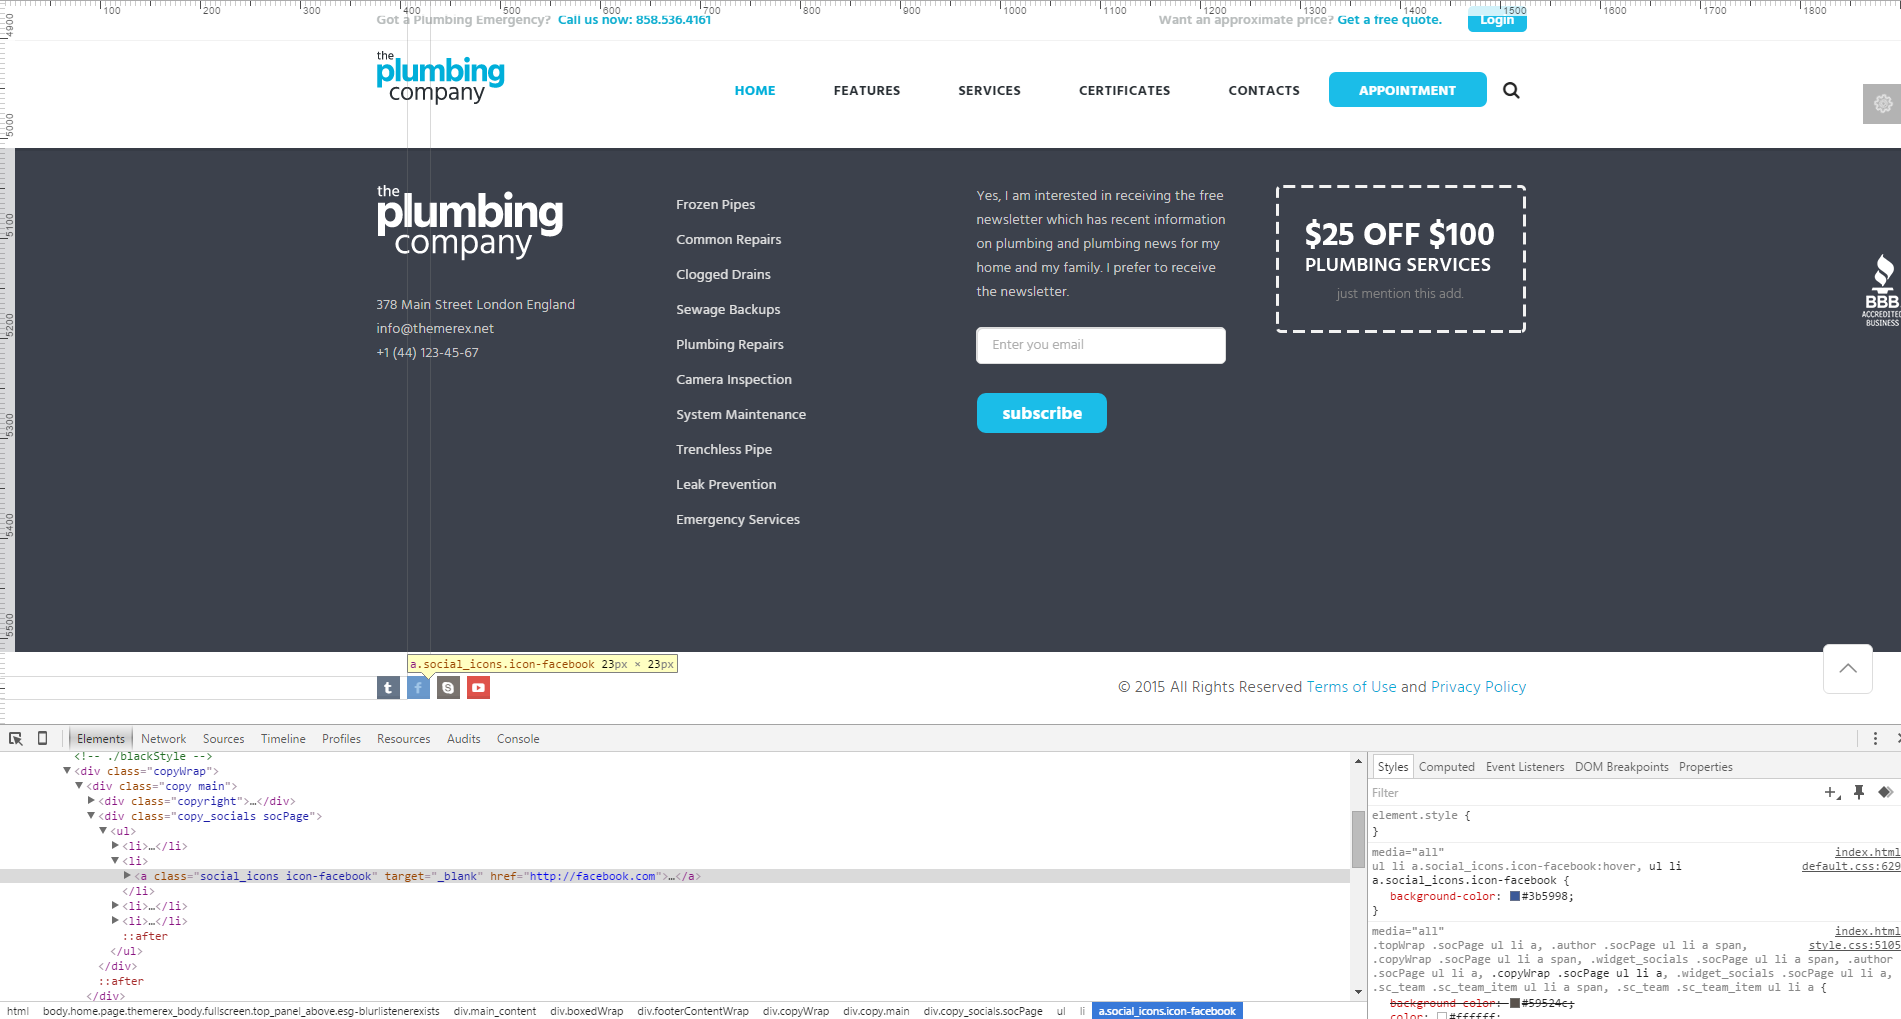 100 200 300 400 500 600 700 800 900 1000 1100 1200 1300 1400 1500 1600 1700 1800
4900
5000
5100
5200
5300
5400
5500
Got a Plumbing Emergency? Call us now: 858.536.4161
Want an approximate price? Get a free quote.
Login
the
plumbing
company
HOME FEATURES SERVICES CERTIFICATES CONTACTS APPOINTMENT
the
plumbing
company
378 Main Street London England
info@themerex.net
+1 (44) 123-45-67
Frozen Pipes
Common Repairs
Clogged Drains
Sewage Backups
Plumbing Repairs
Camera Inspection
System Maintenance
Trenchless Pipe
Leak Prevention
Emergency Services
Yes, I am interested in receiving the free
newsletter which has recent information
on plumbing and plumbing news for my
home and my family. I prefer to receive
the newsletter.
Enter you email
subscribe
$25 OFF $100
PLUMBING SERVICES
just mention this add.
BBB
ACCREDITED
BUSINESS
a.social_icons.icon-facebook 23px × 23px
© 2015 All Rights Reserved Terms of Use and Privacy Policy
Elements Network Sources Timeline Profiles Resources Audits Console
<!-- ./blackStyle -->
<div class="copyWrap">
<div class="copy main">
<div class="copyright">…</div>
<div class="copy_socials socPage">
<ul>
<li>…</li>
<li>
<a class="social_icons icon-facebook" target="_blank" href="http://facebook.com">…</a>
</li>
<li>…</li>
<li>…</li>
::after
</ul>
</div>
::after
</div>
html body.home.page.themerex_body.fullscreen.top_panel_above.esg-blurlistenerexists div.main_content div.boxedWrap div.footerContentWrap div.copyWrap div.copy.main div.copy_socials.socPage ul li a.social_icons.icon-facebook
Styles Computed Event Listeners DOM Breakpoints Properties
Filter
element.style {
}
media="all" index.html
ul li a.social_icons.icon-facebook:hover, ul li default.css:629
a.social_icons.icon-facebook {
background-color: #3b5998;
}
media="all" index.html
.topWrap .socPage ul li a, .author .socPage ul li a span, style.css:5105
.copyWrap .socPage ul li a span, .widget_socials .socPage ul li a span, .author
.socPage ul li a, .copyWrap .socPage ul li a, .widget_socials .socPage ul li a,
.sc_team .sc_team_item ul li a span, .sc_team .sc_team_item ul li a {
background-color: #59524c;
color: #ffffff;